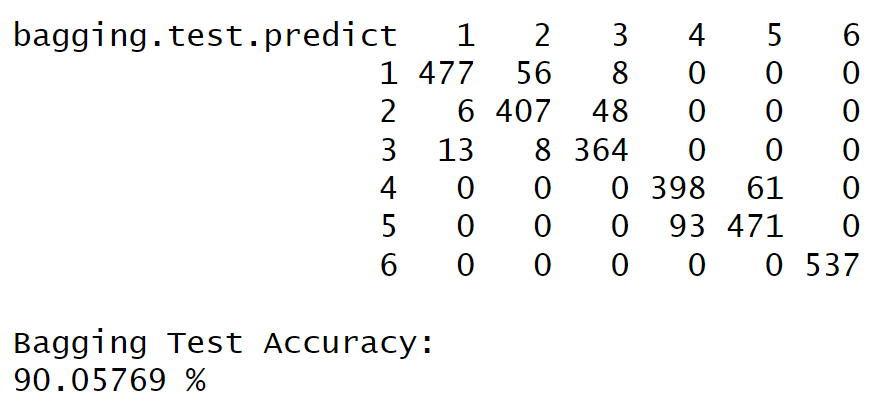 bagging.test.predict 1 2 3 4 5 6
1 477 56 8 0 0 0
2 6 407 48 0 0 0
3 13 8 364 0 0 0
4 0 0 0 398 61 0
5 0 0 0 93 471 0
6 0 0 0 0 0 537
Bagging Test Accuracy:
90.05769 %